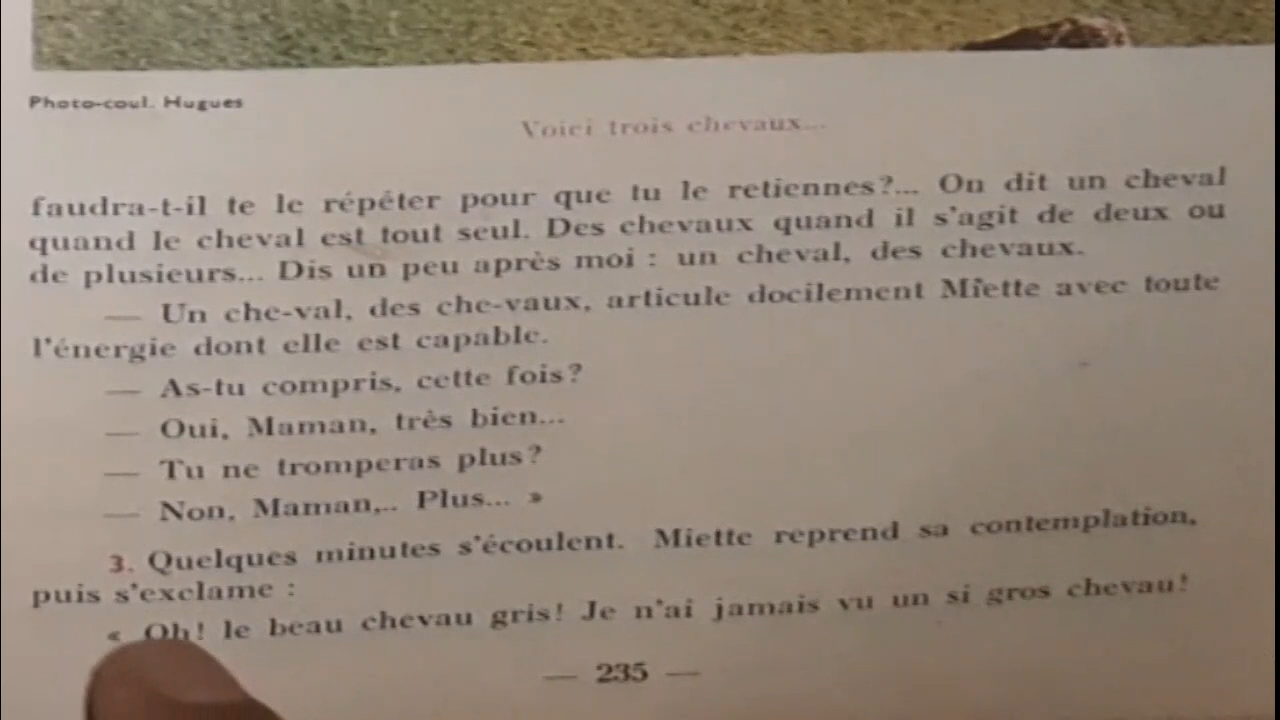 Photo-coul. Hugues
Voici trois chevaux...
faudra-t-il te le répéter pour que tu le retiennes?... On dit un cheval
quand le cheval est tout seul. Des chevaux quand il s'agit de deux ou
de plusieurs... Dis un peu après moi : un cheval, des chevaux.
— Un che-val, des che-vaux, articule docilement Miette avec toute
l'énergie dont elle est capable.
— As-tu compris, cette fois?
— Oui, Maman, très bien...
— Tu ne tromperas plus?
— Non, Maman,.. Plus... »
3. Quelques minutes s'écoulent. Miette reprend sa contemplation,
puis s'exclame :
« Oh! le beau chevau gris! Je n'ai jamais vu un si gros chevau!
— 235 —